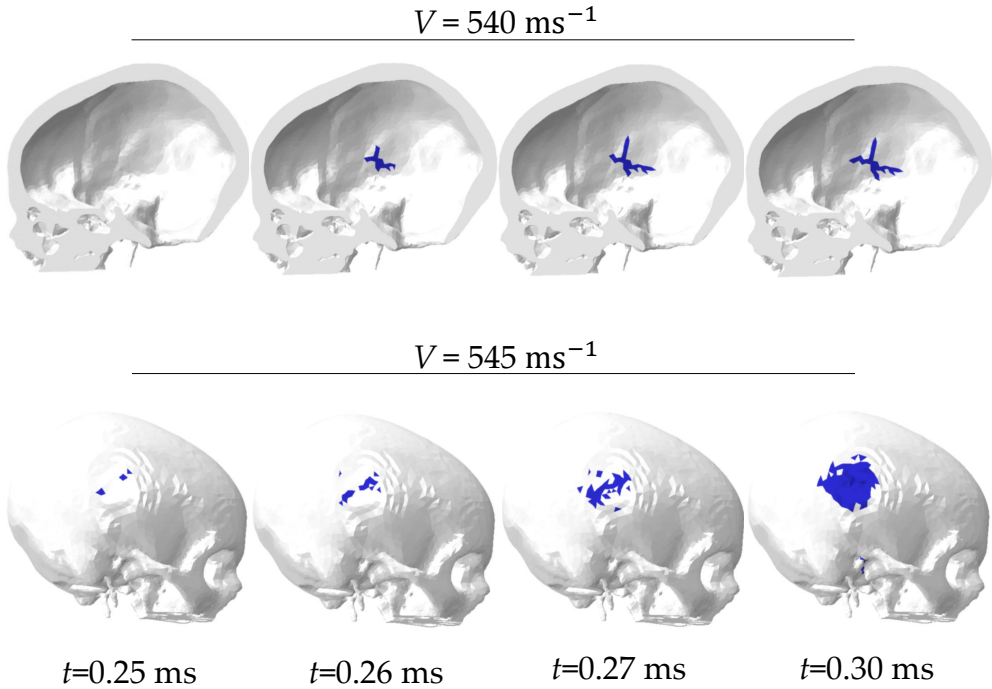 V = 540 ms⁻¹
V = 545 ms⁻¹
t=0.25 ms t=0.26 ms t=0.27 ms t=0.30 ms